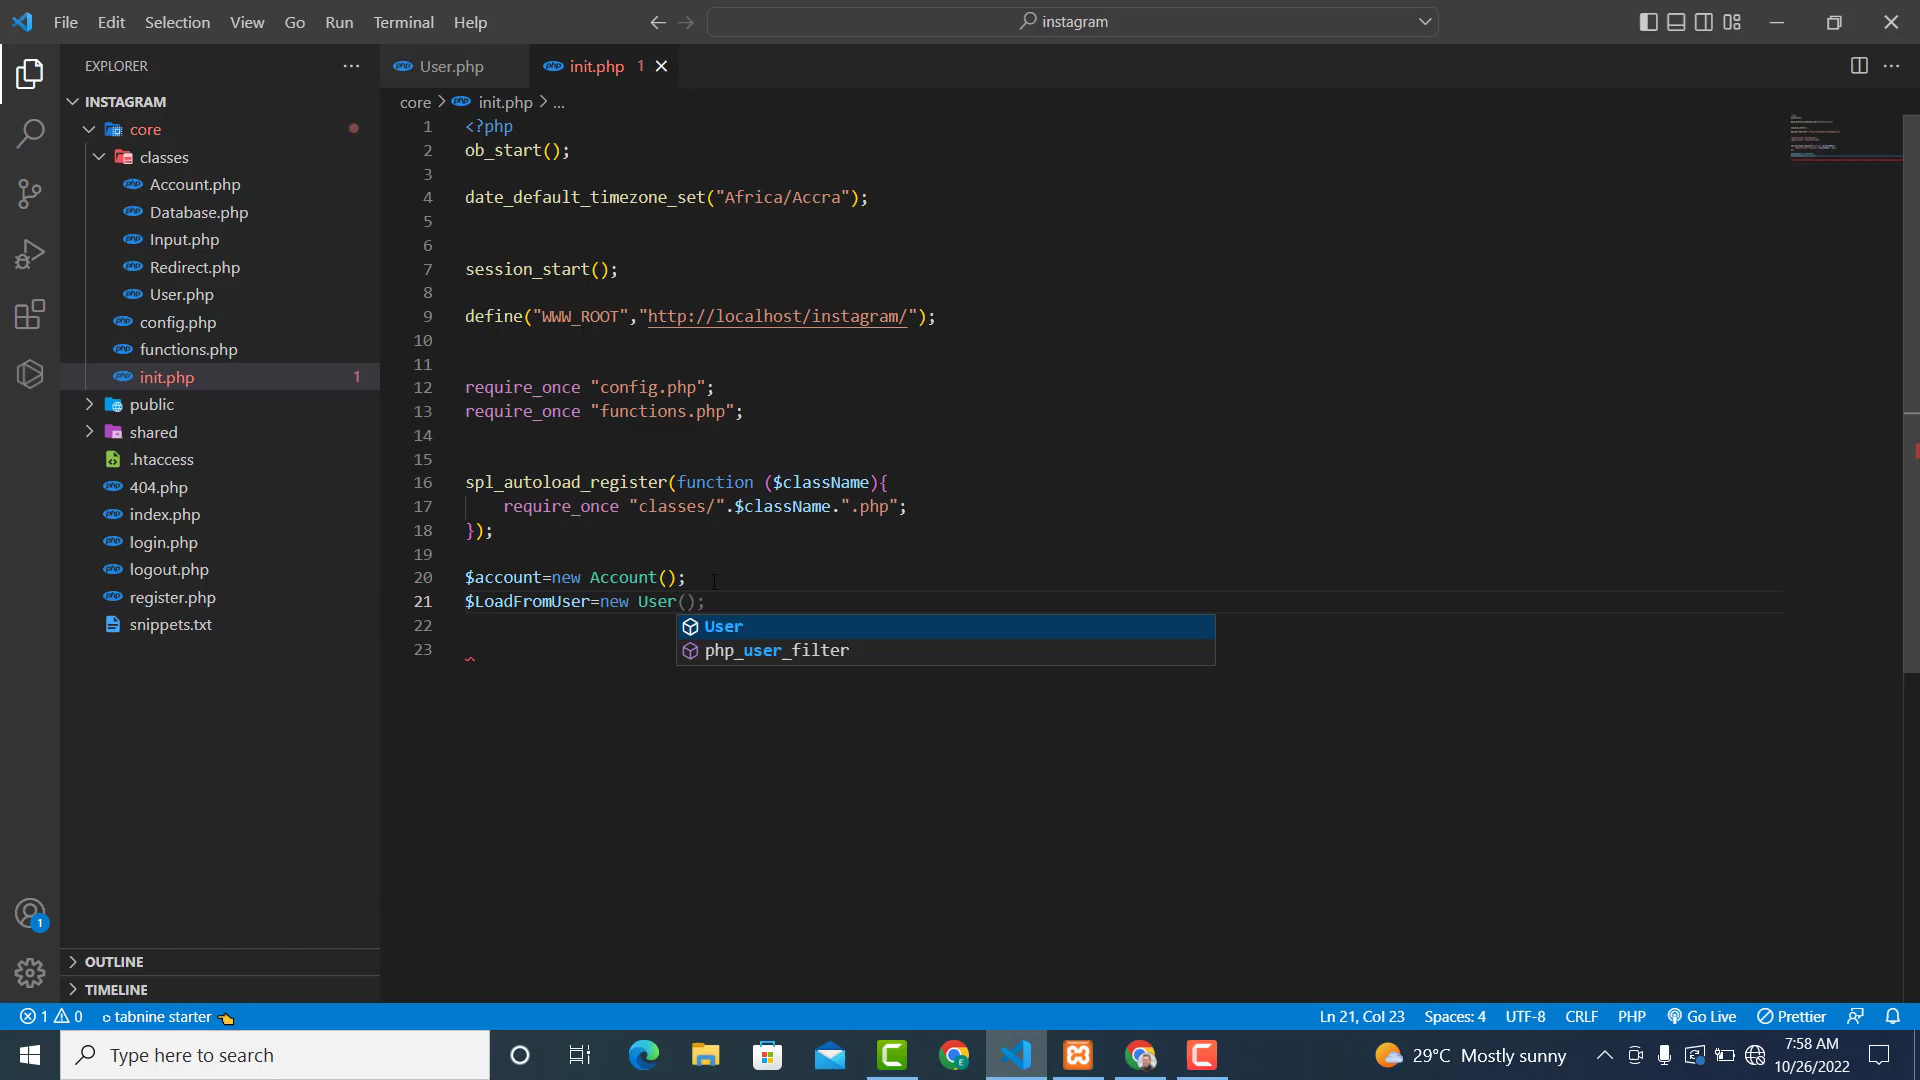 File Edit Selection View Go Run Terminal Help
instagram
EXPLORER
User.php
init.php 1
INSTAGRAM
core > init.php > ...
core
classes
Account.php
Database.php
Input.php
Redirect.php
User.php
config.php
functions.php
init.php 1
public
shared
.htaccess
404.php
index.php
login.php
logout.php
register.php
snippets.txt
OUTLINE
TIMELINE
1 <?php
2 ob_start();
3
4 date_default_timezone_set("Africa/Accra");
5
6
7 session_start();
8
9 define("WWW_ROOT","http://localhost/instagram/");
10
11
12 require_once "config.php";
13 require_once "functions.php";
14
15
16 spl_autoload_register(function ($className){
17 require_once "classes/".$className.".php";
18 });
19
20 $account=new Account();
21 $LoadFromUser=new User();
22
23
User
php_user_filter
1
1 0 tabnine starter
Ln 21, Col 23 Spaces: 4 UTF-8 CRLF PHP Go Live Prettier
Type here to search
29°C Mostly sunny
7:58 AM
10/26/2022